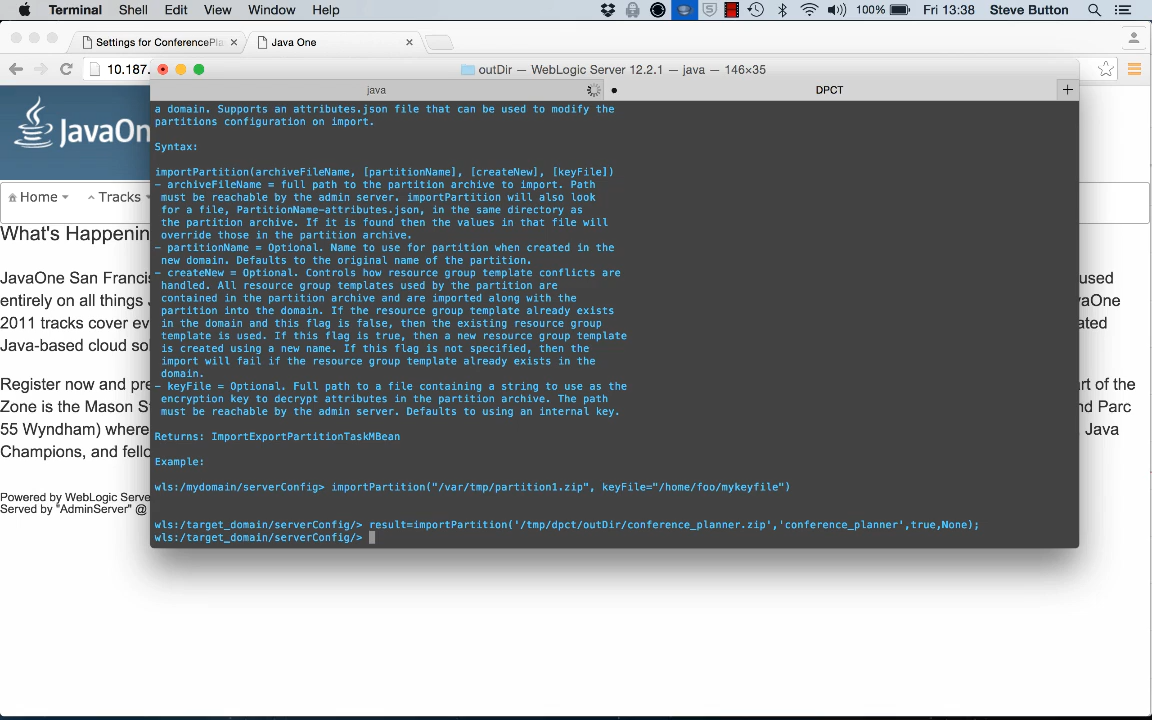 Terminal Shell Edit View Window Help 100% Fri 13:38 Steve Button
Settings for ConferencePla
Java One
10.187.
outDir — WebLogic Server 12.2.1 — java — 146×35
java
DPCT
a domain. Supports an attributes.json file that can be used to modify the
partitions configuration on import.
Syntax:
importPartition(archiveFileName, [partitionName], [createNew], [keyFile])
- archiveFileName = full path to the partition archive to import. Path
must be reachable by the admin server. importPartition will also look
for a file, PartitionName-attributes.json, in the same directory as
the partition archive. If it is found then the values in that file will
override those in the partition archive.
- partitionName = Optional. Name to use for partition when created in the
new domain. Defaults to the original name of the partition.
- createNew = Optional. Controls how resource group template conflicts are
handled. All resource group templates used by the partition are
contained in the partition archive and are imported along with the
partition into the domain. If the resource group template already exists
in the domain and this flag is false, then the existing resource group
template is used. If this flag is true, then a new resource group template
is created using a new name. If this flag is not specified, then the
import will fail if the resource group template already exists in the
domain.
- keyFile = Optional. Full path to a file containing a string to use as the
encryption key to decrypt attributes in the partition archive. The path
must be reachable by the admin server. Defaults to using an internal key.
Returns: ImportExportPartitionTaskMBean
Example:
wls:/mydomain/serverConfig> importPartition("/var/tmp/partition1.zip", keyFile="/home/foo/mykeyfile")
wls:/target_domain/serverConfig/> result=importPartition('/tmp/dpct/outDir/conference_planner.zip','conference_planner',true,None);
wls:/target_domain/serverConfig/>
JavaOne
Home Tracks
What's Happenin
JavaOne San Francis used
entirely on all things J vaOne
2011 tracks cover ev ated
Java-based cloud so
Register now and pre rt of the
Zone is the Mason St nd Parc
55 Wyndham) where Java
Champions, and fello
Powered by "WebLogic Serve
Served by "AdminServer" @